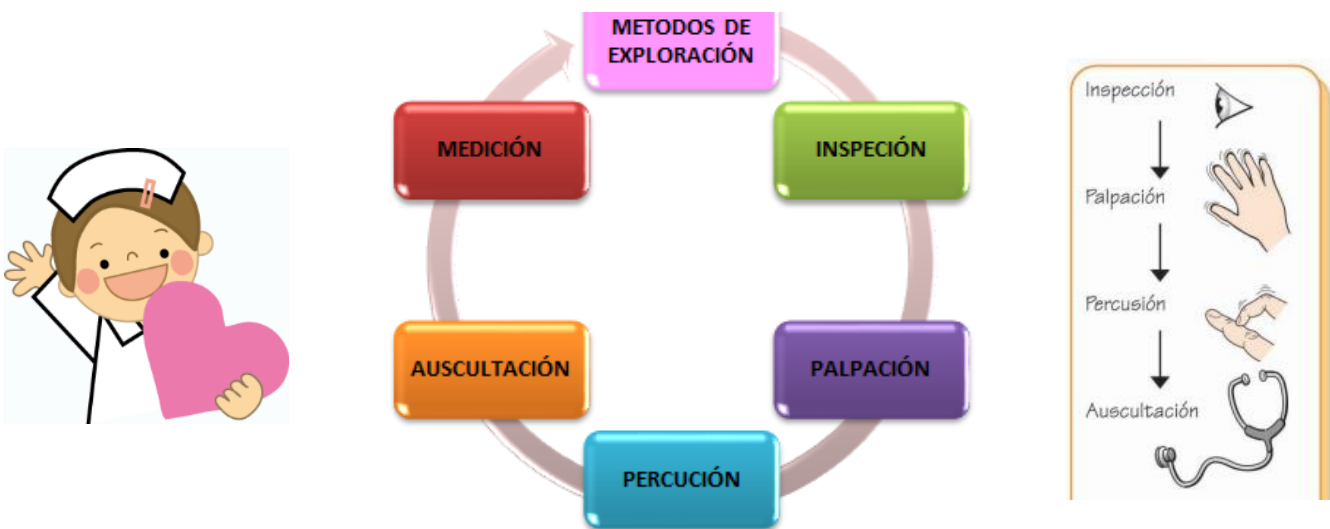 METODOS DE
EXPLORACIÓN
INSPECIÓN
PALPACIÓN
PERCUCIÓN
AUSCULTACIÓN
MEDICIÓN
Inspección
Palpación
Percusión
Auscultación